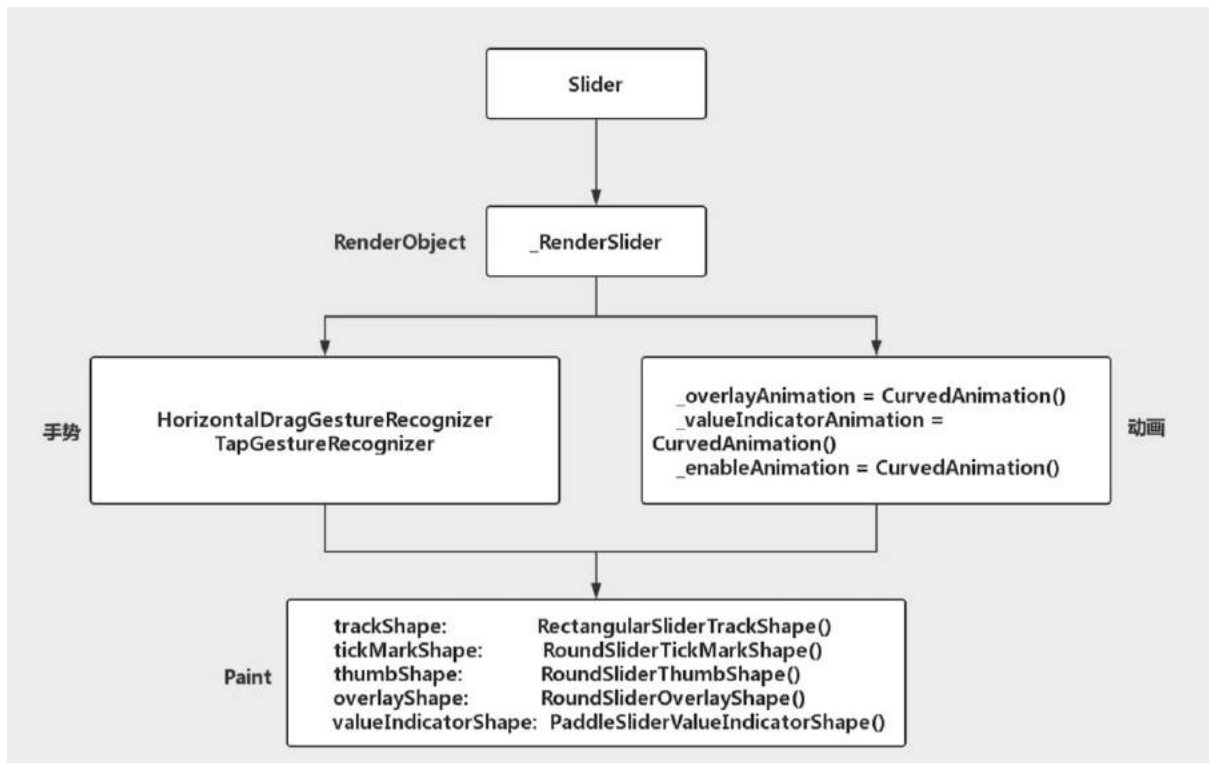 Slider
RenderObject
_RenderSlider
手势
HorizontalDragGestureRecognizer
TapGestureRecognizer
_overlayAnimation = CurvedAnimation()
_valueIndicatorAnimation =
CurvedAnimation()
_enableAnimation = CurvedAnimation()
动画
Paint
trackShape: RectangularSliderTrackShape()
tickMarkShape: RoundSliderTickMarkShape()
thumbShape: RoundSliderThumbShape()
overlayShape: RoundSliderOverlayShape()
valueIndicatorShape: PaddleSliderValueIndicatorShape()